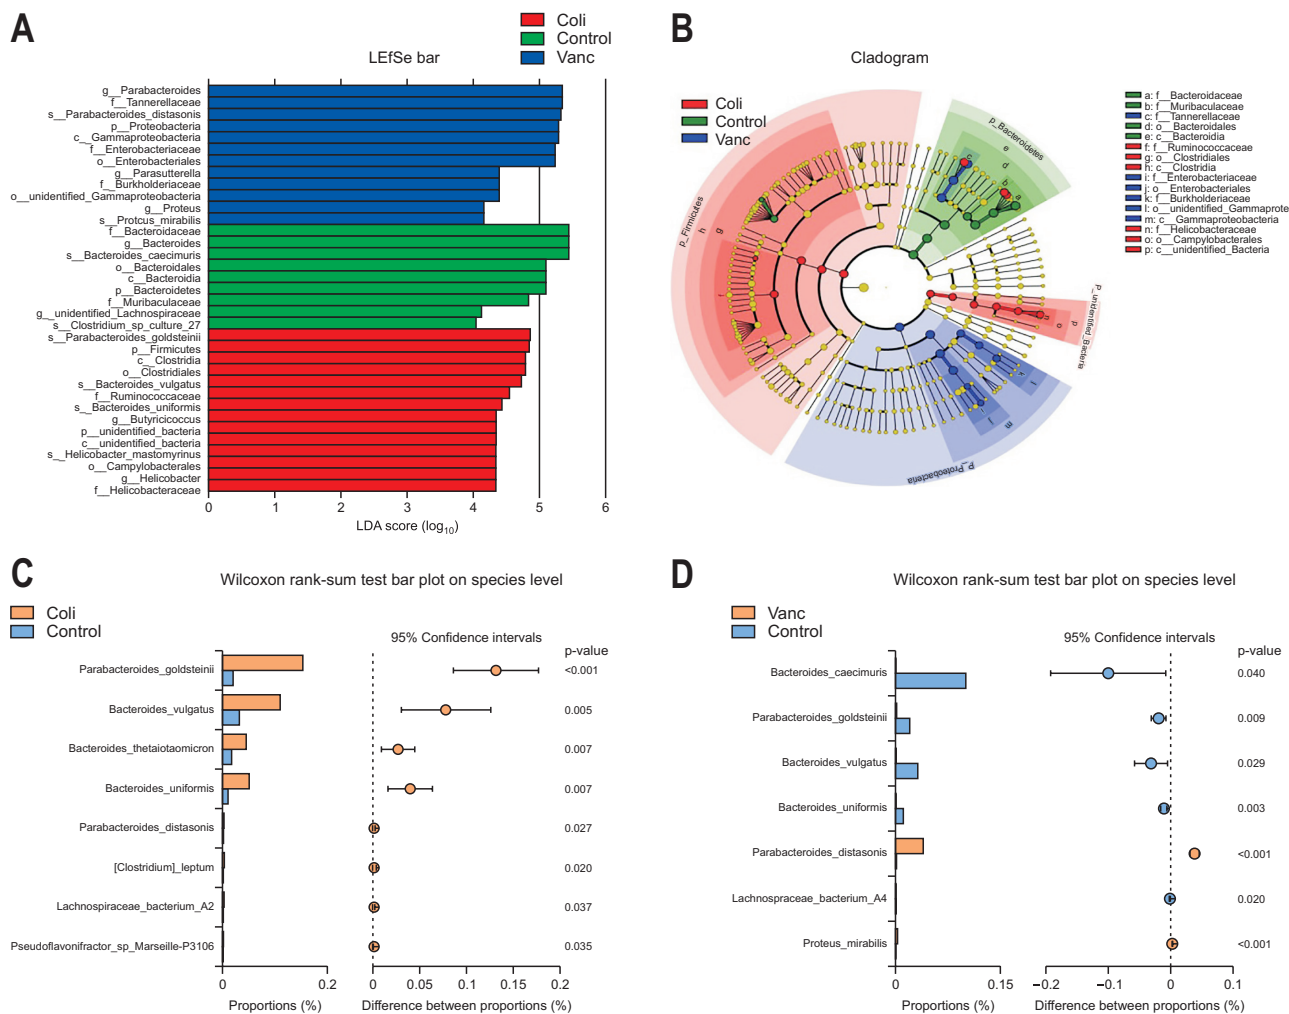 A
Coli
Control
Vanc
LEfSe bar
g__Parabacteroides
f__Tannerellaceae
s__Parabacteroides_distasonis
p__Proteobacteria
c__Gammaproteobacteria
f__Enterobacteriaceae
o__Enterobacteriales
g__Parasutterella
f__Burkholderiaceae
o__unidentified_Gammaproteobacteria
g__Proteus
s__Protcus_mirabilis
f__Bacteroidaceae
g__Bacteroides
s__Bacteroides_caecimuris
o__Bacteroidales
c__Bacteroidia
p__Bacteroidetes
f__Muribaculaceae
g__unidentified_Lachnospiraceae
s__Clostridium_sp_culture_27
s__Parabacteroides_goldsteinii
p__Firmicutes
c__Clostridia
o__Clostridiales
s__Bacteroides_vulgatus
f__Ruminococcaceae
s__Bacteroides_uniformis
g__Butyricicoccus
p__unidentified_bacteria
c__unidentified_bacteria
s__Helicobacter_mastomyrinus
o__Campylobacterales
g__Helicobacter
f__Helicobacteraceae
0 1 2 3 4 5 6
LDA score (log10)
B
Cladogram
Coli
Control
Vanc
p_Bacteroidetes
p_Firmicutes
P_unidentified_Bacteria
P_Proteobacteria
a
b
c
d
e
f
g
h
i
j
k
l
m
n
o
p
a: f__Bacteroidaceae
b: f__Muribaculaceae
c: f__Tannerellaceae
d: o__Bacteroidales
e: c__Bacteroidia
f: f__Ruminococcaceae
g: o__Clostridiales
h: c__Clostridia
i: f__Enterobacteriaceae
j: o__Enterobacteriales
k: f__Burkholderiaceae
l: o__unidentified_Gammaprote
m: c__Gammaproteobacteria
n: f__Helicobacteraceae
o: o__Campylobacterales
p: c__unidentified_Bacteria
C
Wilcoxon rank-sum test bar plot on species level
Coli
Control
95% Confidence intervals
p-value
Parabacteroides_goldsteinii <0.001
Bacteroides_vulgatus 0.005
Bacteroides_thetaiotaomicron 0.007
Bacteroides_uniformis 0.007
Parabacteroides_distasonis 0.027
[Clostridium]_leptum 0.020
Lachnospiraceae_bacterium_A2 0.037
Pseudoflavonifractor_sp_Marseille-P3106 0.035
0 0.2 0 0.05 0.1 0.15 0.2
Proportions (%) Difference between proportions (%)
D
Wilcoxon rank-sum test bar plot on species level
Vanc
Control
95% Confidence intervals
p-value
Bacteroides_caecimuris 0.040
Parabacteroides_goldsteinii 0.009
Bacteroides_vulgatus 0.029
Bacteroides_uniformis 0.003
Parabacteroides_distasonis <0.001
Lachnospraceae_bacterium_A4 0.020
Proteus_mirabilis <0.001
0 0.15 −0.2 −0.1 0 0.1
Proportions (%) Difference between proportions (%)